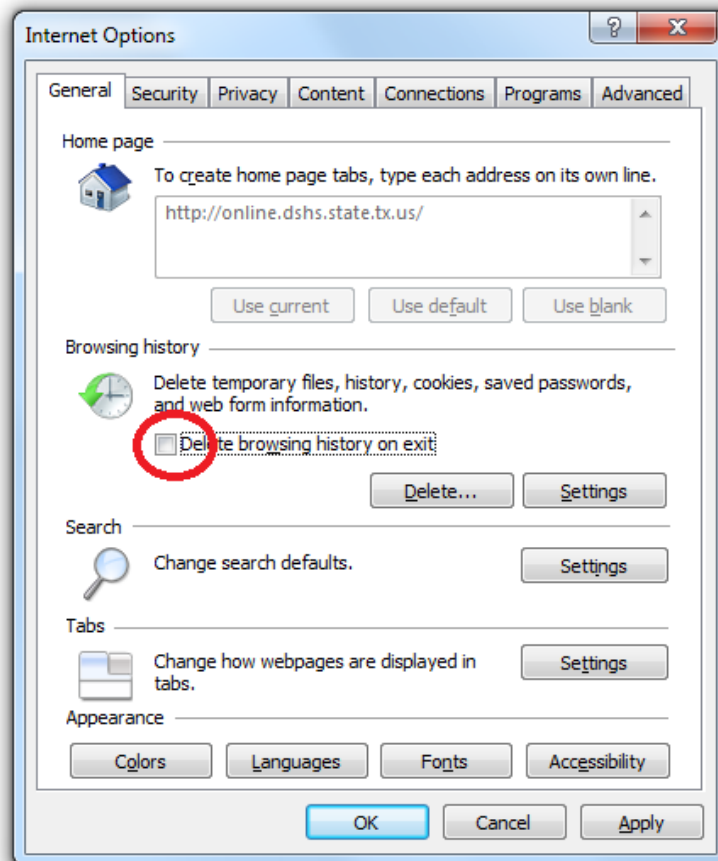 Internet Options
General Security Privacy Content Connections Programs Advanced
Home page
To create home page tabs, type each address on its own line.
http://online.dshs.state.tx.us/
Use current Use default Use blank
Browsing history
Delete temporary files, history, cookies, saved passwords,
and web form information.
Delete browsing history on exit
Delete... Settings
Search
Change search defaults.
Settings
Tabs
Change how webpages are displayed in
tabs.
Settings
Appearance
Colors Languages Fonts Accessibility
OK Cancel Apply